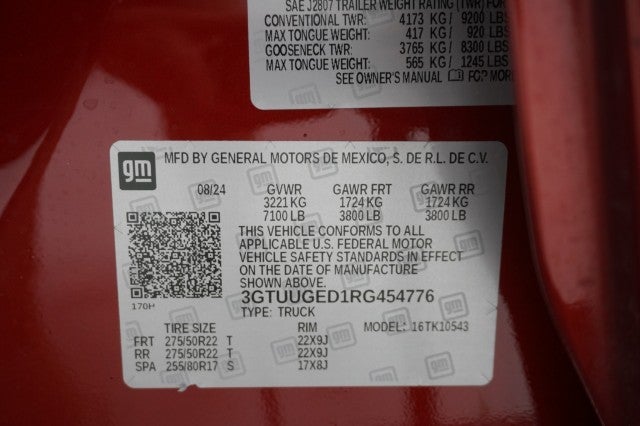 SAE J2807 TRAILER WEIGHT RATING (TWR) FOR
CONVENTIONAL TWR: 4173 KG/ 9200 LBS
MAX TONGUE WEIGHT: 417 KG/ 920 LBS
GOOSENECK TWR: 3765 KG/ 8300 LBS
MAX TONGUE WEIGHT: 565 KG/ 1245 LBS
SEE OWNER'S MANUAL FOR MOR
gm MFD BY GENERAL MOTORS DE MEXICO, S. DE R.L. DE C.V.
08/24 GVWR GAWR FRT GAWR RR
3221 KG 1724 KG 1724 KG
7100 LB 3800 LB 3800 LB
THIS VEHICLE CONFORMS TO ALL
APPLICABLE U.S. FEDERAL MOTOR
VEHICLE SAFETY STANDARDS IN EFFECT
ON THE DATE OF MANUFACTURE
SHOWN ABOVE.
3GTUUGED1RG454776
170H TYPE: TRUCK
TIRE SIZE RIM MODEL: 16TK10543
FRT 275/50R22 T 22X9J
RR 275/50R22 T 22X9J
SPA 255/80R17 S 17X8J